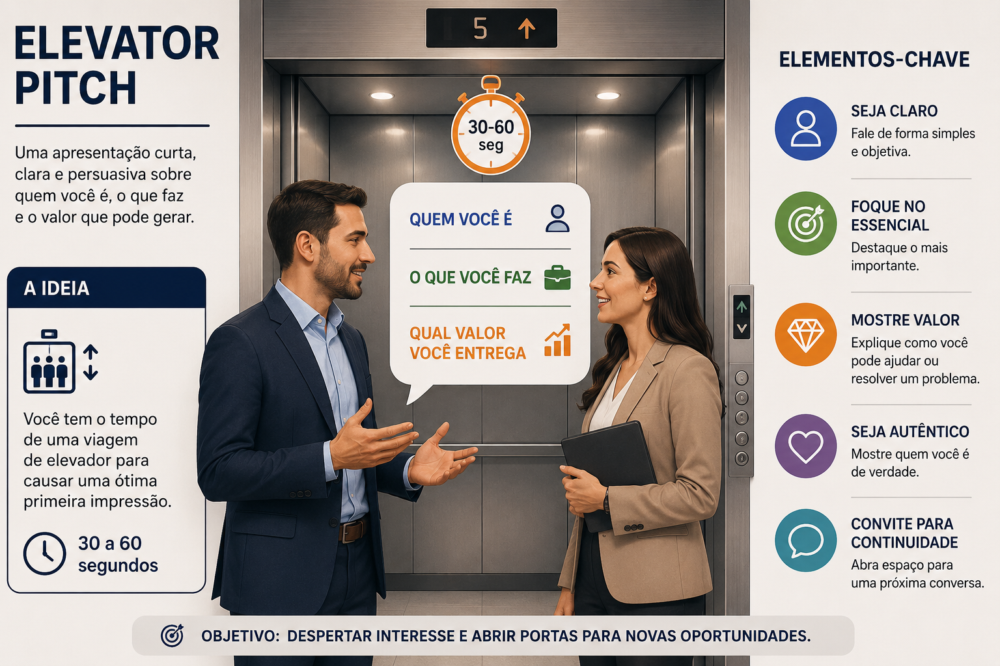 ELEVATOR
PITCH
Uma apresentação curta,
clara e persuasiva sobre
quem você é, o que faz
e o valor que pode gerar.
A IDEIA
Você tem o tempo
de uma viagem
de elevador para
causar uma ótima
primeira impressão.
30 a 60
segundos
5
30-60
seg
QUEM VOCÊ É
O QUE VOCÊ FAZ
QUAL VALOR
VOCÊ ENTREGA
ELEMENTOS-CHAVE
SEJA CLARO
Fale de forma simples
e objetiva.
FOQUE NO
ESSENCIAL
Destaque o mais
importante.
MOSTRE VALOR
Explique como você
pode ajudar ou
resolver um problema.
SEJA AUTÊNTICO
Mostre quem você é
de verdade.
CONVITE PARA
CONTINUIDADE
Abra espaço para
uma próxima conversa.
OBJETIVO: DESPERTAR INTERESSE E ABRIR PORTAS PARA NOVAS OPORTUNIDADES.